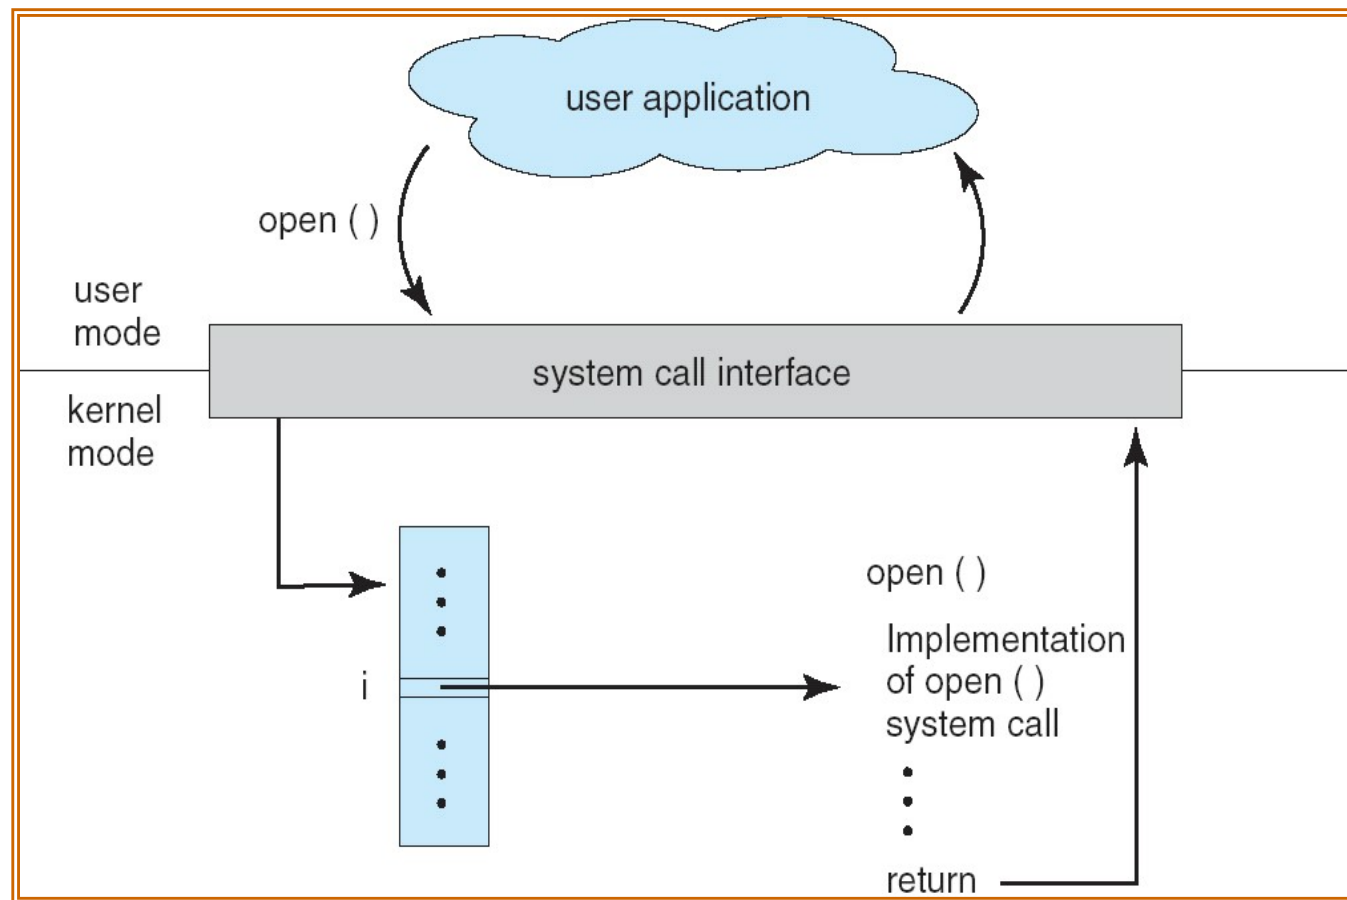 user application
open ( )
user
mode
system call interface
kernel
mode
open ( )
Implementation
of open ( )
system call
i
return